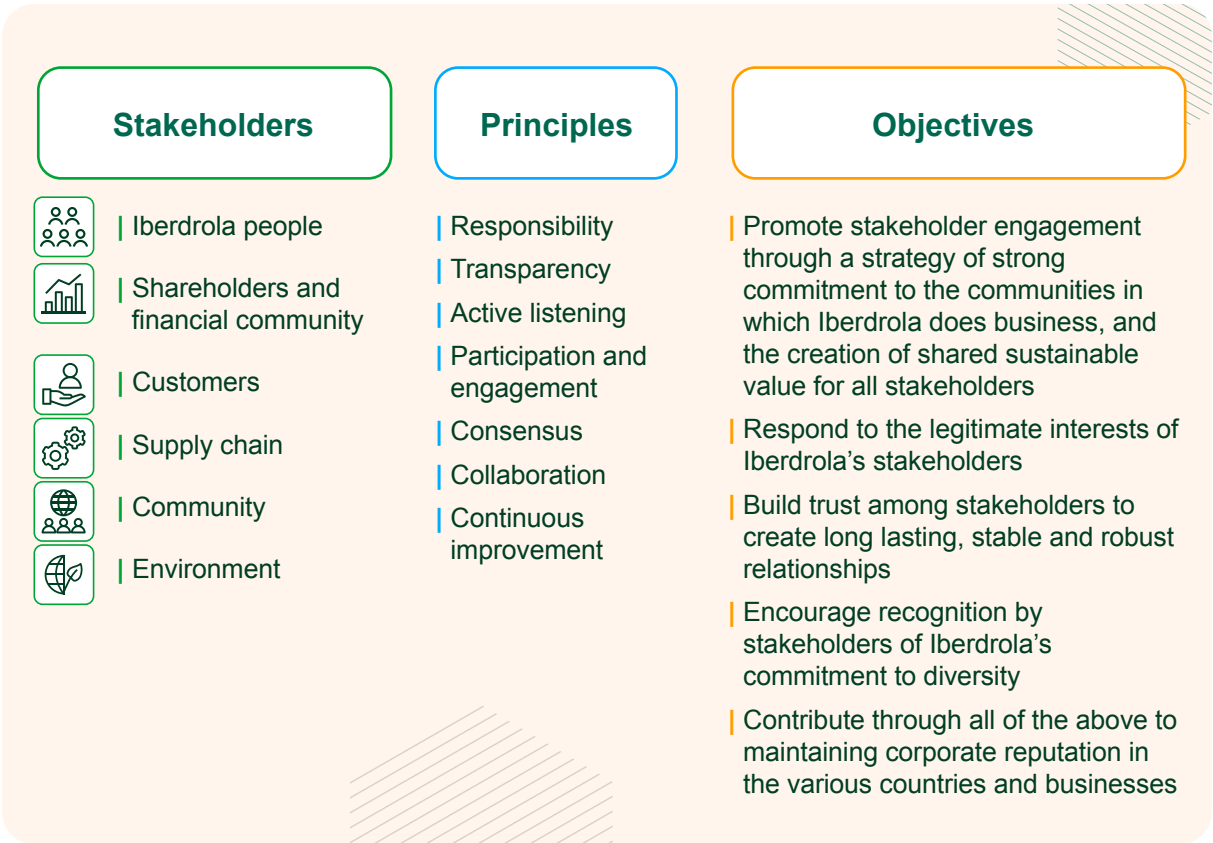 Stakeholders
Iberdrola people
Shareholders and
financial community
Customers
Supply chain
Community
Environment
Principles
Responsibility
Transparency
Active listening
Participation and
engagement
Consensus
Collaboration
Continuous
improvement
Objectives
Promote stakeholder engagement
through a strategy of strong
commitment to the communities in
which Iberdrola does business, and
the creation of shared sustainable
value for all stakeholders
Respond to the legitimate interests of
Iberdrola’s stakeholders
Build trust among stakeholders to
create long lasting, stable and robust
relationships
Encourage recognition by
stakeholders of Iberdrola’s
commitment to diversity
Contribute through all of the above to
maintaining corporate reputation in
the various countries and businesses